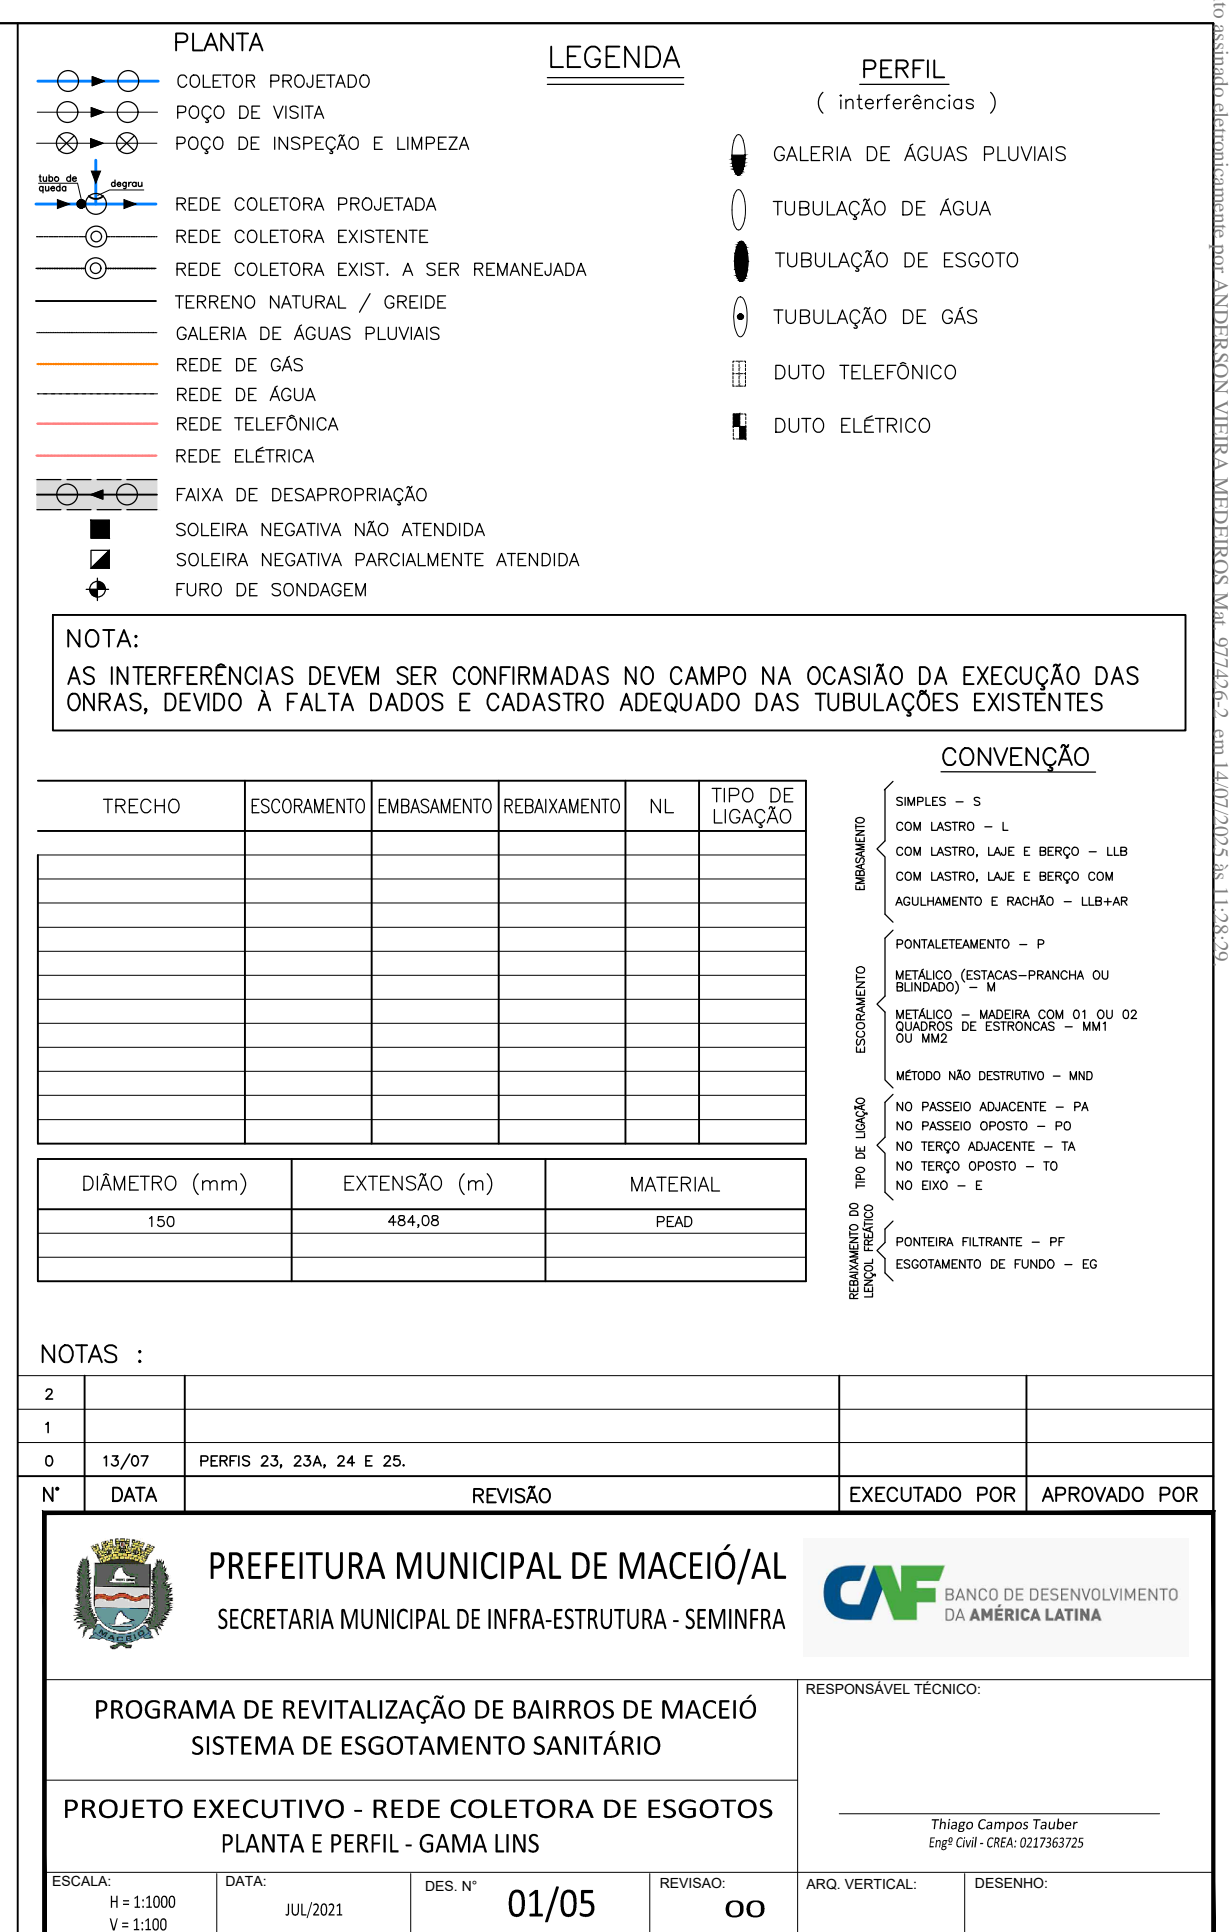 PLANTA
LEGENDA
COLETOR PROJETADO
POÇO DE VISITA
POÇO DE INSPEÇÃO E LIMPEZA
tubo de
queda
degrau
REDE COLETORA PROJETADA
REDE COLETORA EXISTENTE
REDE COLETORA EXIST. A SER REMANEJADA
TERRENO NATURAL / GREIDE
GALERIA DE ÁGUAS PLUVIAIS
REDE DE GÁS
REDE DE ÁGUA
REDE TELEFÔNICA
REDE ELÉTRICA
FAIXA DE DESAPROPRIAÇÃO
SOLEIRA NEGATIVA NÃO ATENDIDA
SOLEIRA NEGATIVA PARCIALMENTE ATENDIDA
FURO DE SONDAGEM
PERFIL
( interferências )
GALERIA DE ÁGUAS PLUVIAIS
TUBULAÇÃO DE ÁGUA
TUBULAÇÃO DE ESGOTO
TUBULAÇÃO DE GÁS
DUTO TELEFÔNICO
DUTO ELÉTRICO
NOTA:
AS INTERFERÊNCIAS DEVEM SER CONFIRMADAS NO CAMPO NA OCASIÃO DA EXECUÇÃO DAS
ONRAS, DEVIDO À FALTA DADOS E CADASTRO ADEQUADO DAS TUBULAÇÕES EXISTENTES
TRECHO ESCORAMENTO EMBASAMENTO REBAIXAMENTO NL TIPO DE
LIGAÇÃO
DIÂMETRO (mm) EXTENSÃO (m) MATERIAL
150 484,08 PEAD
CONVENÇÃO
EMBASAMENTO
SIMPLES – S
COM LASTRO – L
COM LASTRO, LAJE E BERÇO – LLB
COM LASTRO, LAJE E BERÇO COM
AGULHAMENTO E RACHÃO – LLB+AR
ESCORAMENTO
PONTALETEAMENTO – P
METÁLICO (ESTACAS–PRANCHA OU
BLINDADO) – M
METÁLICO – MADEIRA COM 01 OU 02
QUADROS DE ESTRONCAS – MM1
OU MM2
MÉTODO NÃO DESTRUTIVO – MND
TIPO DE LIGAÇÃO
NO PASSEIO ADJACENTE – PA
NO PASSEIO OPOSTO – PO
NO TERÇO ADJACENTE – TA
NO TERÇO OPOSTO – TO
NO EIXO – E
REBAIXAMENTO DO
LENÇOL FREÁTICO
PONTEIRA FILTRANTE – PF
ESGOTAMENTO DE FUNDO – EG
NOTAS :
2
1
0 13/07 PERFIS 23, 23A, 24 E 25.
N° DATA REVISÃO EXECUTADO POR APROVADO POR
MACEIÓ
PREFEITURA MUNICIPAL DE MACEIÓ/AL
SECRETARIA MUNICIPAL DE INFRA-ESTRUTURA - SEMINFRA
CAF BANCO DE DESENVOLVIMENTO
DA AMÉRICA LATINA
PROGRAMA DE REVITALIZAÇÃO DE BAIRROS DE MACEIÓ
SISTEMA DE ESGOTAMENTO SANITÁRIO
RESPONSÁVEL TÉCNICO:
PROJETO EXECUTIVO - REDE COLETORA DE ESGOTOS
PLANTA E PERFIL - GAMA LINS
Thiago Campos Tauber
Engº Civil - CREA: 0217363725
ESCALA:
H = 1:1000
V = 1:100
DATA:
JUL/2021
DES. N° 01/05
REVISAO:
00
ARQ. VERTICAL:
DESENHO:
assinado eletronicamente por ANDERSON VIEIRA MEDEIROS Mat. 977426-2 em 14/07/2025 às 11:28:29.